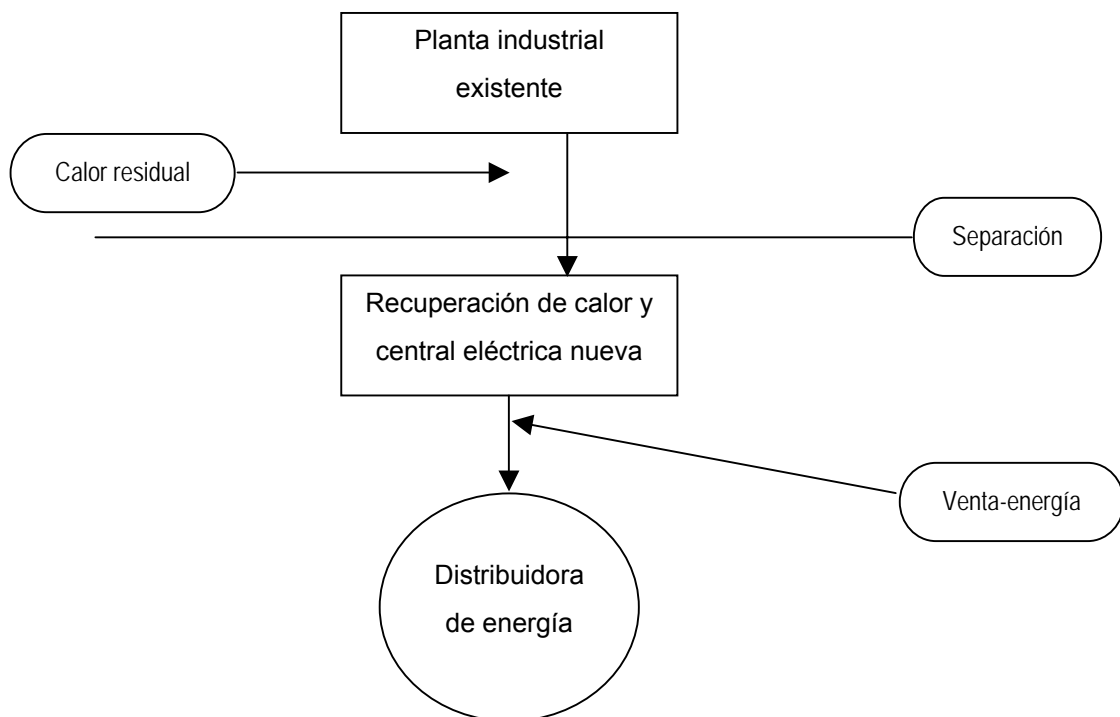 Planta industrial
existente
Calor residual
Separación
Recuperación de calor y
central eléctrica nueva
Venta-energía
Distribuidora
de energía